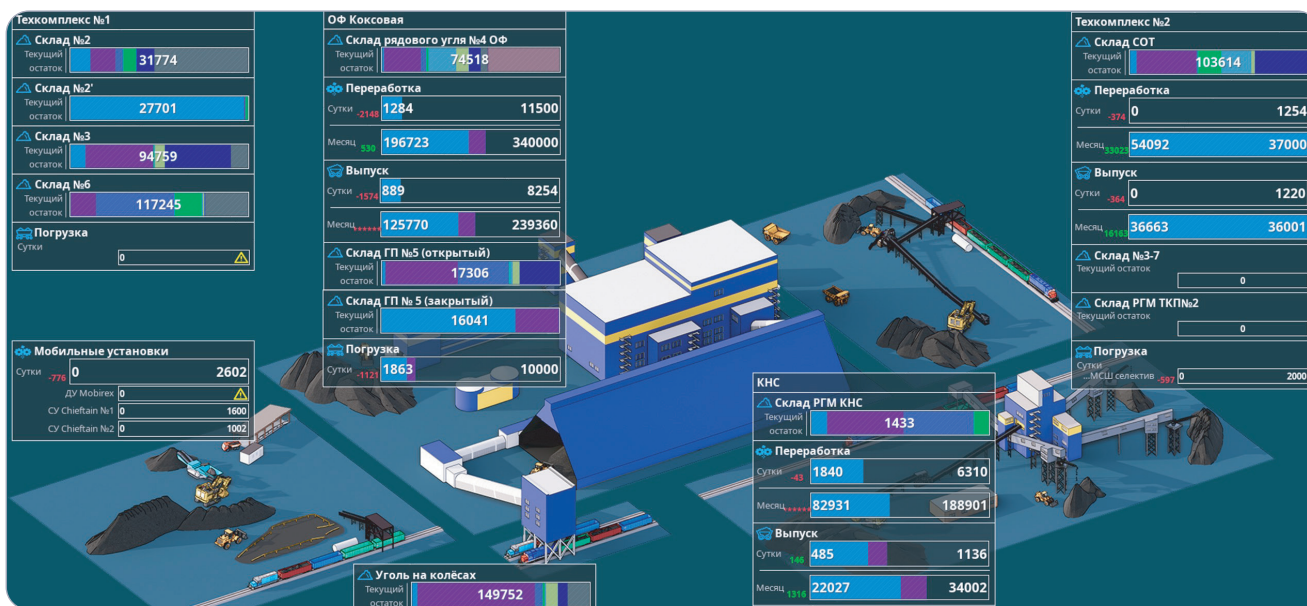 Техкомплекс №1
Склад №2
Текущий остаток 31774
Склад №2'
Текущий остаток 27701
Склад №3
Текущий остаток 94759
Склад №6
Текущий остаток 117245
Погрузка
Сутки
0
Мобильные установки
Сутки -776 0 2602
ДУ Mobirex 0
СУ Chieftain №1 0 1600
СУ Chieftain №2 0 1002
ОФ Коксовая
Склад рядового угля №4 ОФ
Текущий остаток 74518
Переработка
Сутки -2148 1284 11500
Месяц 530 196723 340000
Выпуск
Сутки -1574 889 8254
Месяц ****** 125770 239360
Склад ГП №5 (открытый)
Текущий остаток 17306
Склад ГП № 5 (закрытый)
Текущий остаток 16041
Погрузка
Сутки -1121 1863 10000
Уголь на колёсах
Текущий остаток 149752
КНС
Склад РГМ КНС
Текущий остаток 1433
Переработка
Сутки -43 1840 6310
Месяц ****** 82931 188901
Выпуск
Сутки 146 485 1136
Месяц 1316 22027 34002
Техкомплекс №2
Склад СОТ
Текущий остаток 103614
Переработка
Сутки -374 0 1254
Месяц 33023 54092 37000
Выпуск
Сутки -364 0 1220
Месяц 16163 36663 36001
Склад №3-7
Текущий остаток
0
Склад РГМ ТКП№2
Текущий остаток
0
Погрузка
Сутки
...МСШ селектив -597 0 2000